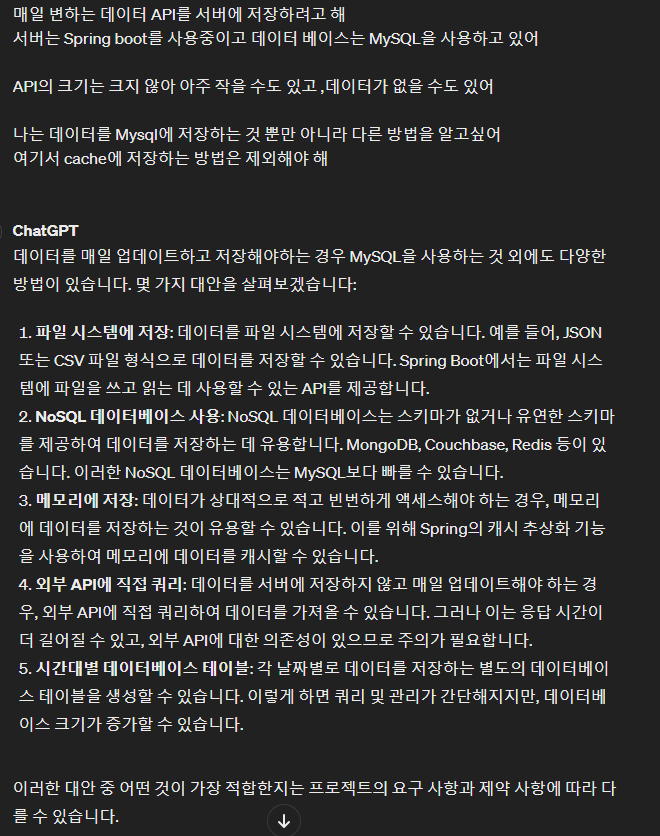 매일 변하는 데이터 API를 서버에 저장하려고 해
서버는 Spring boot를 사용중이고 데이터 베이스는 MySQL을 사용하고 있어
API의 크기는 크지 않아 아주 작을 수도 있고 ,데이터가 없을 수도 있어
나는 데이터를 Mysql에 저장하는 것 뿐만 아니라 다른 방법을 알고싶어
여기서 cache에 저장하는 방법은 제외해야 해
ChatGPT
데이터를 매일 업데이트하고 저장해야하는 경우 MySQL을 사용하는 것 외에도 다양한
방법이 있습니다. 몇 가지 대안을 살펴보겠습니다:
1. 파일 시스템에 저장: 데이터를 파일 시스템에 저장할 수 있습니다. 예를 들어, JSON
또는 CSV 파일 형식으로 데이터를 저장할 수 있습니다. Spring Boot에서는 파일 시스
템에 파일을 쓰고 읽는 데 사용할 수 있는 API를 제공합니다.
2. NoSQL 데이터베이스 사용: NoSQL 데이터베이스는 스키마가 없거나 유연한 스키마
를 제공하여 데이터를 저장하는 데 유용합니다. MongoDB, Couchbase, Redis 등이 있
습니다. 이러한 NoSQL 데이터베이스는 MySQL보다 빠를 수 있습니다.
3. 메모리에 저장: 데이터가 상대적으로 적고 빈번하게 액세스해야 하는 경우, 메모리
에 데이터를 저장하는 것이 유용할 수 있습니다. 이를 위해 Spring의 캐시 추상화 기능
을 사용하여 메모리에 데이터를 캐시할 수 있습니다.
4. 외부 API에 직접 쿼리: 데이터를 서버에 저장하지 않고 매일 업데이트해야 하는 경
우, 외부 API에 직접 쿼리하여 데이터를 가져올 수 있습니다. 그러나 이는 응답 시간이
더 길어질 수 있고, 외부 API에 대한 의존성이 있으므로 주의가 필요합니다.
5. 시간대별 데이터베이스 테이블: 각 날짜별로 데이터를 저장하는 별도의 데이터베이
스 테이블을 생성할 수 있습니다. 이렇게 하면 쿼리 및 관리가 간단해지지만, 데이터베
이스 크기가 증가할 수 있습니다.
이러한 대안 중 어떤 것이 가장 적합한지는 프로젝트의 요구 사항과 제약 사항에 따라 다
를 수 있습니다.